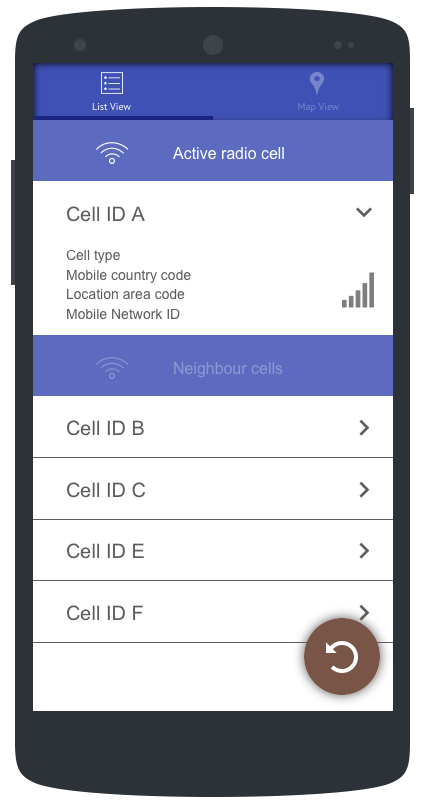 List View
Map View
Active radio cell
Cell ID A
Cell type
Mobile country code
Location area code
Mobile Network ID
Neighbour cells
Cell ID B
Cell ID C
Cell ID E
Cell ID F